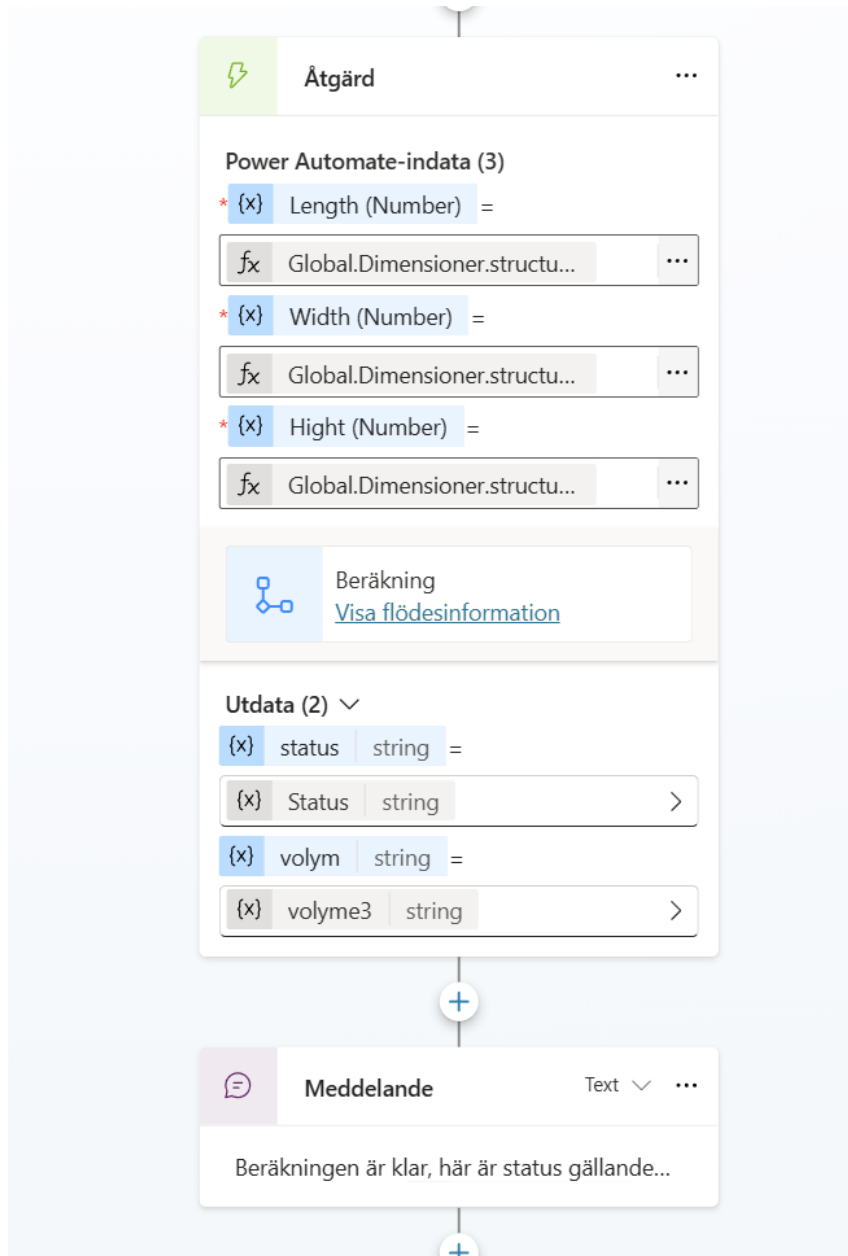 Åtgärd ...
Power Automate-indata (3)
* {x} Length (Number) =
fx Global.Dimensioner.structu... ...
* {x} Width (Number) =
fx Global.Dimensioner.structu... ...
* {x} Hight (Number) =
fx Global.Dimensioner.structu... ...
Beräkning
Visa flödesinformation
Utdata (2)
{x} status string =
{x} Status string
{x} volym string =
{x} volyme3 string
Meddelande Text ...
Beräkningen är klar, här är status gällande...